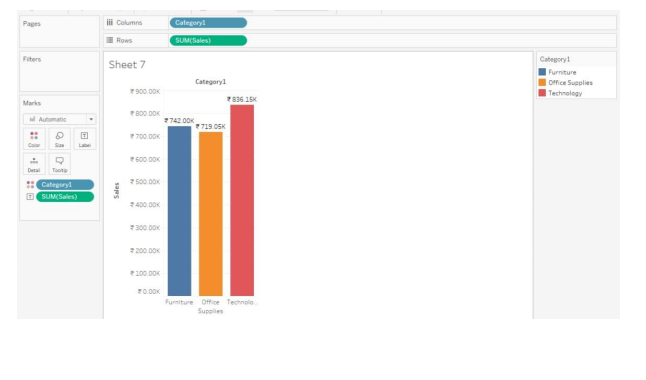 Pages
Columns
Category1
Rows
SUM(Sales)
Filters
Marks
Automatic
Color
Size
Label
Detail
Tooltip
Category1
SUM(Sales)
Sheet 7
Category1
₹ 900.00K
₹ 800.00K
₹ 700.00K
₹ 600.00K
₹ 500.00K
₹ 400.00K
₹ 300.00K
₹ 200.00K
₹ 100.00K
₹ 0.00K
Sales
₹ 742.00K
₹ 719.05K
₹ 836.15K
Furniture
Office
Supplies
Technolo..
Category1
Furniture
Office Supplies
Technology